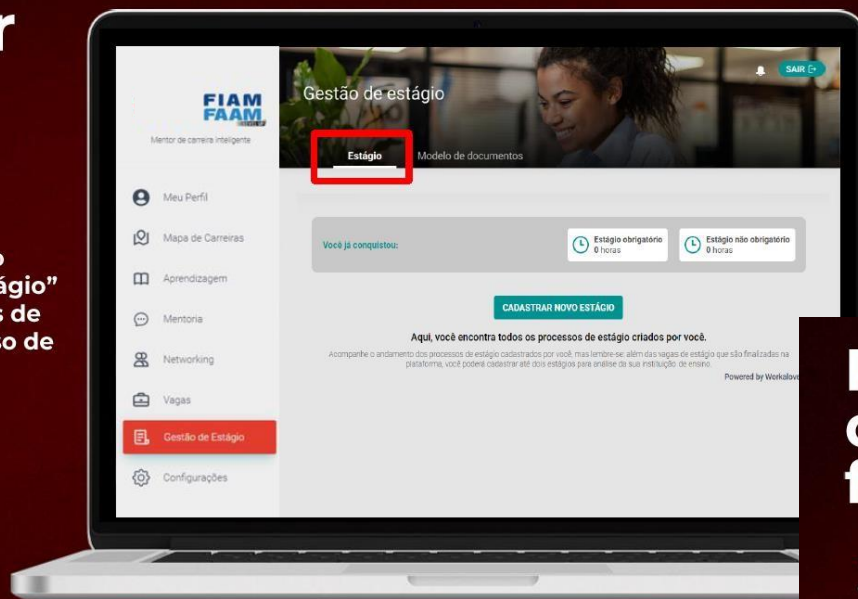 r
o
ágio”
s de
so de
FIAM
FAAM
Mentor de carreira inteligente
Meu Perfil
Mapa de Carreiras
Aprendizagem
Mentoria
Networking
Vagas
Gestão de Estágio
Configurações
Gestão de estágio
SAIR
Estágio
Modelo de documentos
Você já conquistou:
Estágio obrigatório
0 horas
Estágio não obrigatório
0 horas
CADASTRAR NOVO ESTÁGIO
Aqui, você encontra todos os processos de estágio criados por você.
Acompanhe o andamento dos processos de estágio cadastrados por você, mas lembre-se: além das vagas de estágio que são finalizadas na
plataforma, você poderá cadastrar até dois estágios para análise da sua instituição de ensino.
Powered by Workalove